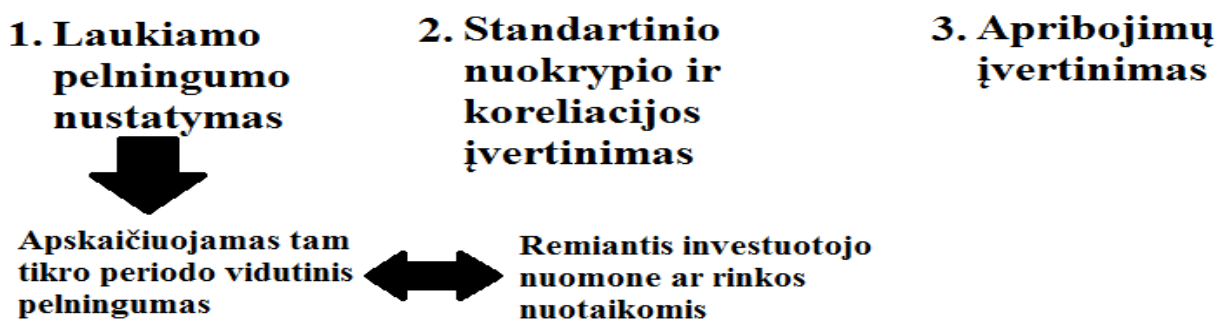 1. Laukiamo
pelningumo
nustatymas
2. Standartinio
nuokrypio ir
koreliacijos
įvertinimas
3. Apribojimų
įvertinimas
Apskaičiuojamas tam
tikro periodo vidutinis
pelningumas
Remiantis investuotojo
nuomone ar rinkos
nuotaikomis